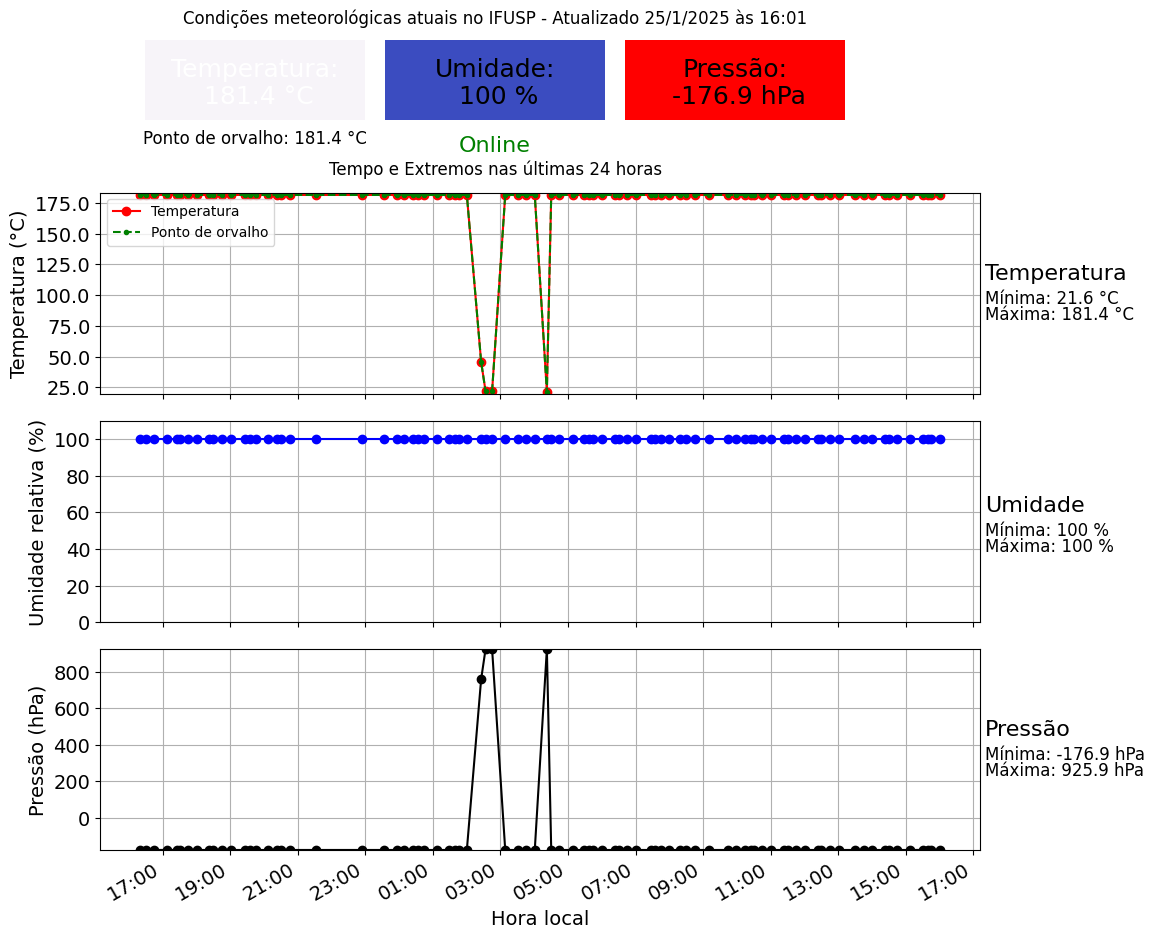 Condições meteorológicas atuais no IFUSP - Atualizado 25/1/2025 às 16:01
Temperatura:
181.4 °C
Umidade:
100 %
Pressão:
-176.9 hPa
Ponto de orvalho: 181.4 °C
Online
Tempo e Extremos nas últimas 24 horas
Temperatura (°C)
175.0
150.0
125.0
100.0
75.0
50.0
25.0
Temperatura
Ponto de orvalho
Temperatura
Mínima: 21.6 °C
Máxima: 181.4 °C
Umidade relativa (%)
100
80
60
40
20
0
Umidade
Mínima: 100 %
Máxima: 100 %
Pressão (hPa)
800
600
400
200
0
Pressão
Mínima: -176.9 hPa
Máxima: 925.9 hPa
17:00 19:00 21:00 23:00 01:00 03:00 05:00 07:00 09:00 11:00 13:00 15:00 17:00
Hora local